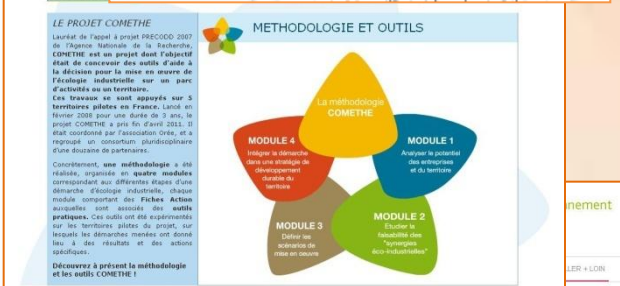 LE PROJET COMETHE
Lauréat de l'appel à projet PRECODD 2007
de l'Agence Nationale de la Recherche,
COMETHE est un projet dont l'objectif
était de concevoir des outils d'aide à
la décision pour la mise en œuvre de
l'écologie industrielle sur un parc
d'activités ou un territoire.
Ces travaux se sont appuyés sur 5
territoires pilotes en France. Lancé en
février 2008 pour une durée de 3 ans, le
projet COMETHE a pris fin d'avril 2011. Il
était coordonné par l'association Orée, et a
regroupé un consortium pluridisciplinaire
d'une douzaine de partenaires.
Concrètement, une méthodologie a été
réalisée, organisée en quatre modules
correspondant aux différentes étapes d'une
démarche d'écologie industrielle, chaque
module comportant des Fiches Action
auxquelles sont associés des outils
pratiques. Ces outils ont été expérimentés
sur les territoires pilotes du projet, sur
lesquels les démarches menées ont donné
lieu à des résultats et des actions
spécifiques.
Découvrez à présent la méthodologie
et les outils COMETHE !
METHODOLOGIE ET OUTILS
La méthodologie
COMETHE
MODULE 4
Intégrer la démarche
dans une stratégie de
développement
durable du
territoire
MODULE 1
Analyser le potentiel
des entreprises
et du territoire
MODULE 3
Définir les
scénarios de
mise en œuvre
MODULE 2
Étudier la
faisabilité des
"synergies
éco-industrielles"
nnement
LLER + LOIN